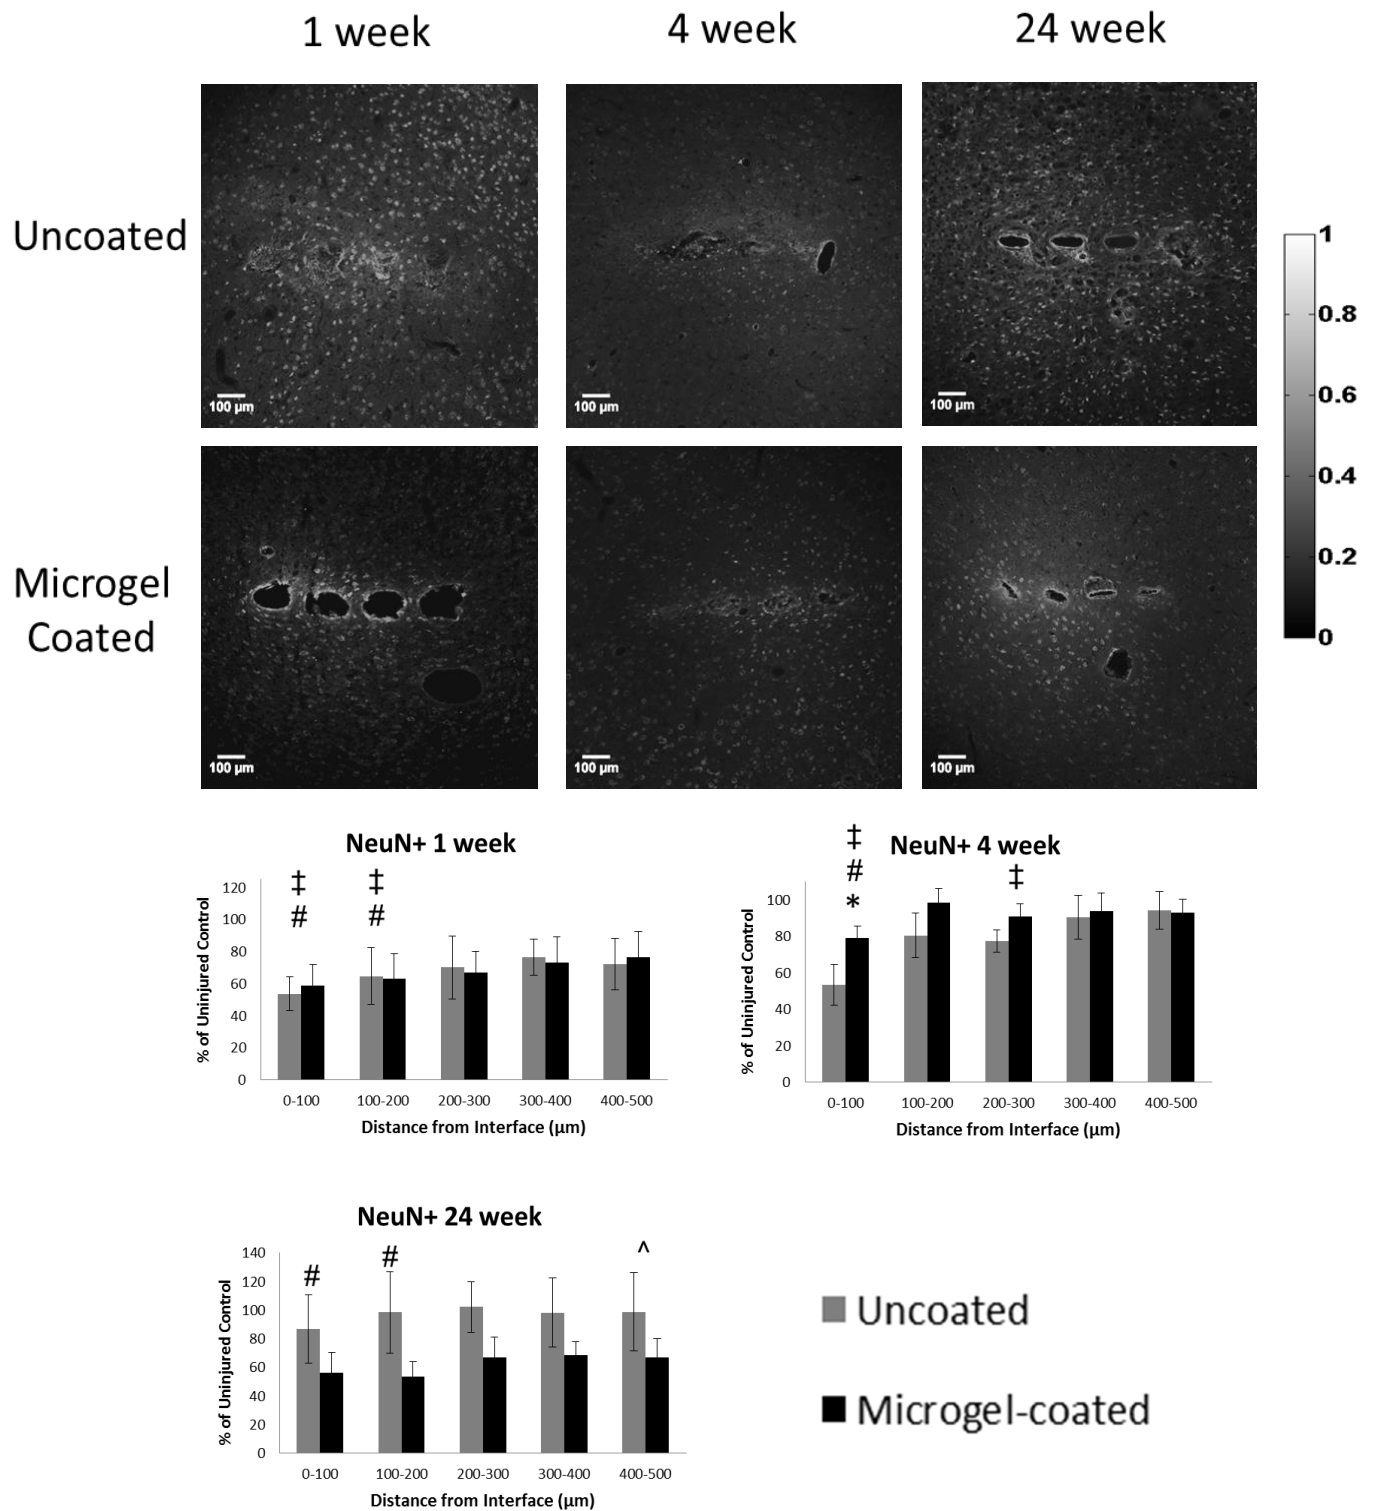 1 week
4 week
24 week
Uncoated
Microgel
Coated
100 µm
100 µm
100 µm
100 µm
100 µm
100 µm
1
0.8
0.6
0.4
0.2
0
NeuN+ 1 week
‡ ‡
# #
% of Uninjured Control
120
100
80
60
40
20
0
0-100 100-200 200-300 300-400 400-500
Distance from Interface (µm)
NeuN+ 4 week
‡
# ‡
*
% of Uninjured Control
100
80
60
40
20
0
0-100 100-200 200-300 300-400 400-500
Distance from Interface (µm)
NeuN+ 24 week
# # ^
% of Uninjured Control
140
120
100
80
60
40
20
0
0-100 100-200 200-300 300-400 400-500
Distance from Interface (µm)
Uncoated
Microgel-coated